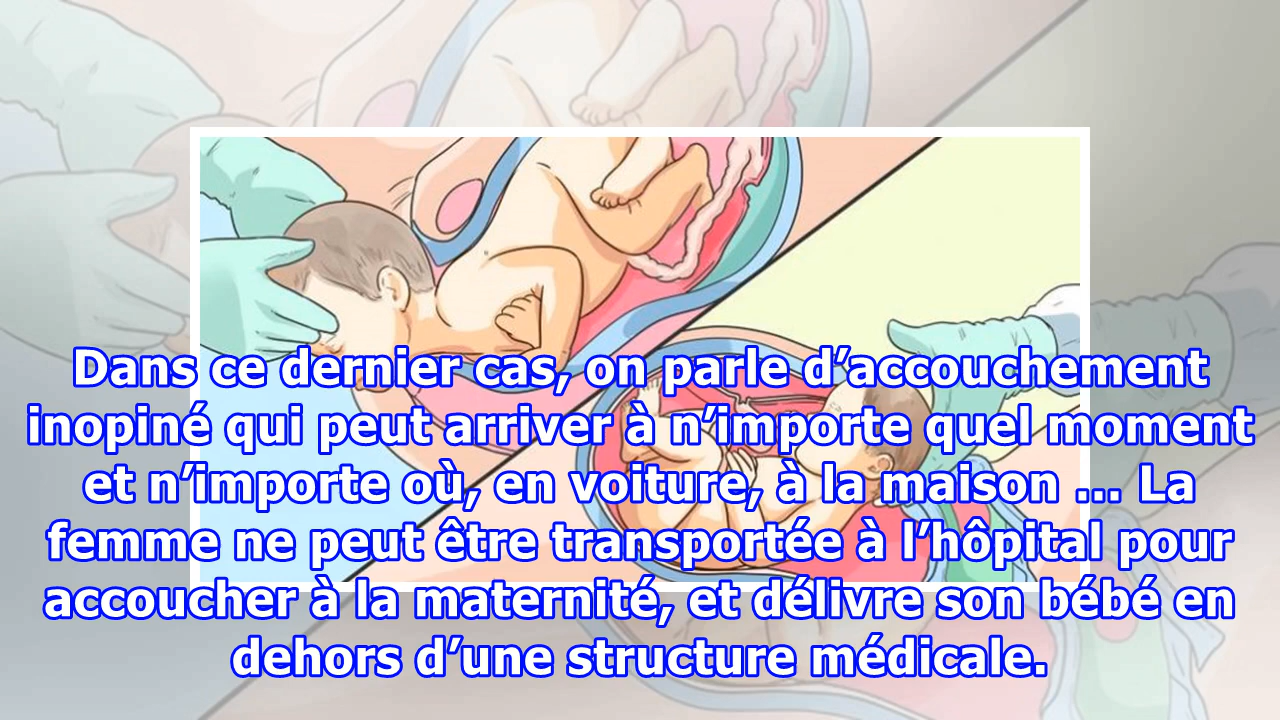 Dans ce dernier cas, on parle d’accouchement
inopiné qui peut arriver à n’importe quel moment
et n’importe où, en voiture, à la maison ... La
femme ne peut être transportée à l’hôpital pour
accoucher à la maternité, et délivre son bébé en
dehors d’une structure médicale.